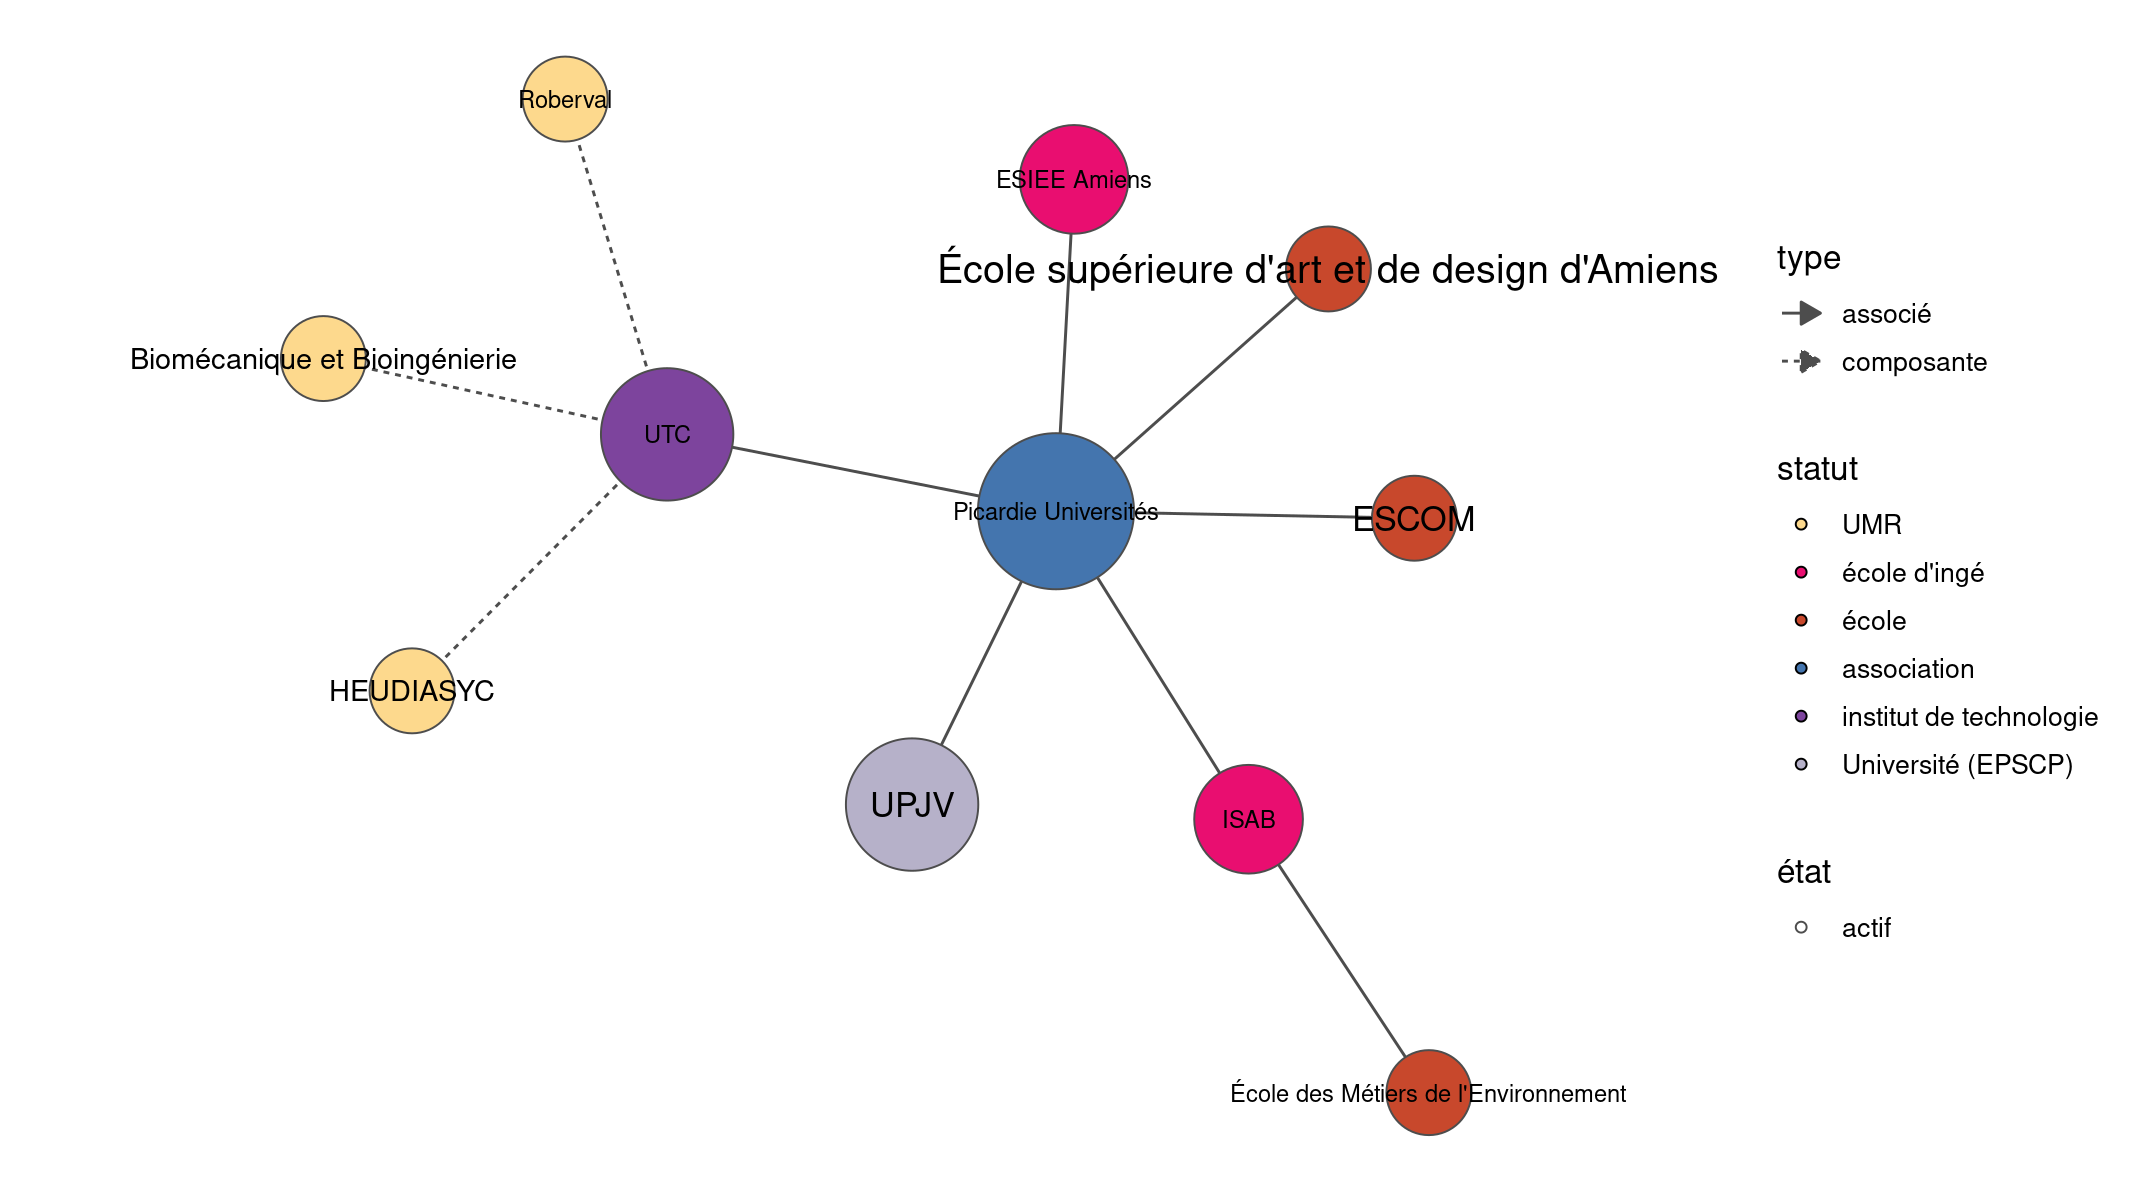 Roberval
ESIEE Amiens
École supérieure d'art et de design d'Amiens
Biomécanique et Bioingénierie
UTC
Picardie Universités
ESCOM
HEUDIASYC
UPJV
ISAB
École des Métiers de l'Environnement
type
associé
composante
statut
UMR
école d'ingé
école
association
institut de technologie
Université (EPSCP)
état
actif